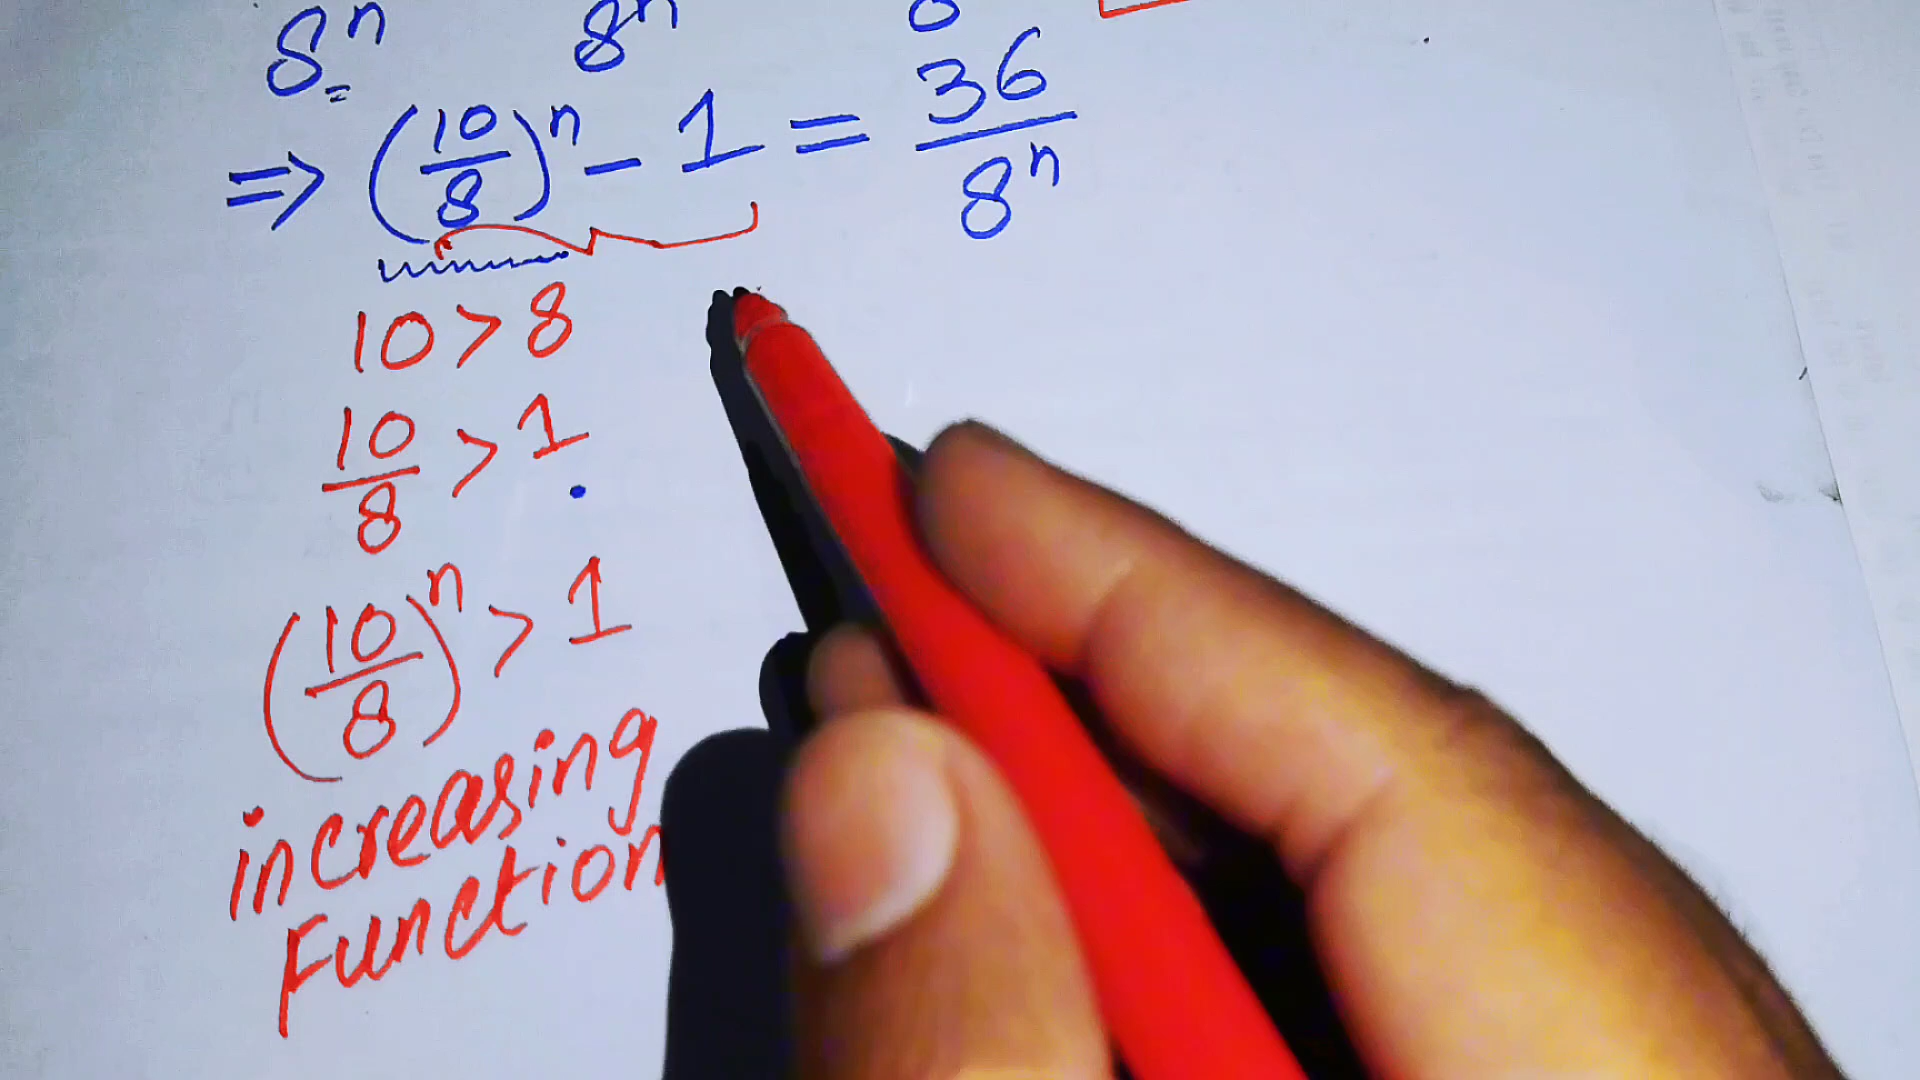 8ⁿ 8ⁿ
⇒ (10/8)ⁿ - 1 = 36/8ⁿ
10 > 8
10/8 > 1
(10/8)ⁿ > 1
increasing
Function